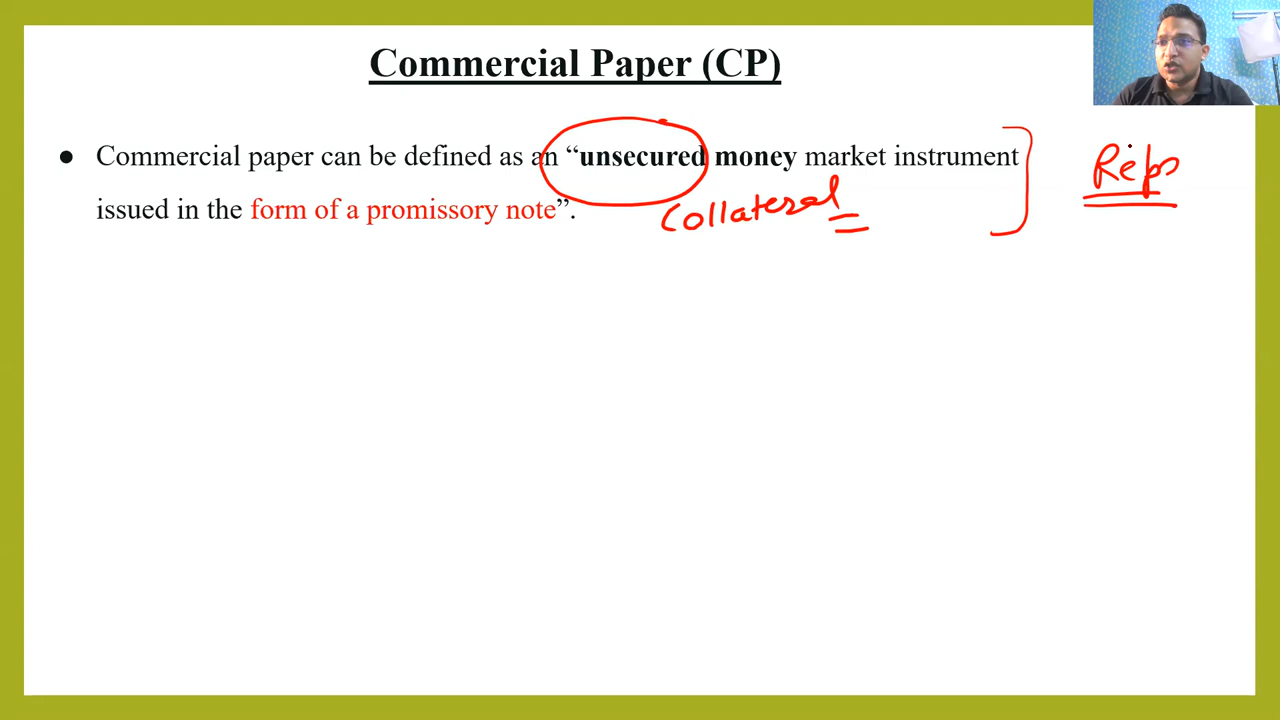 Commercial Paper (CP)
● Commercial paper can be defined as an “unsecured money market instrument
issued in the form of a promissory note”.
Collateral